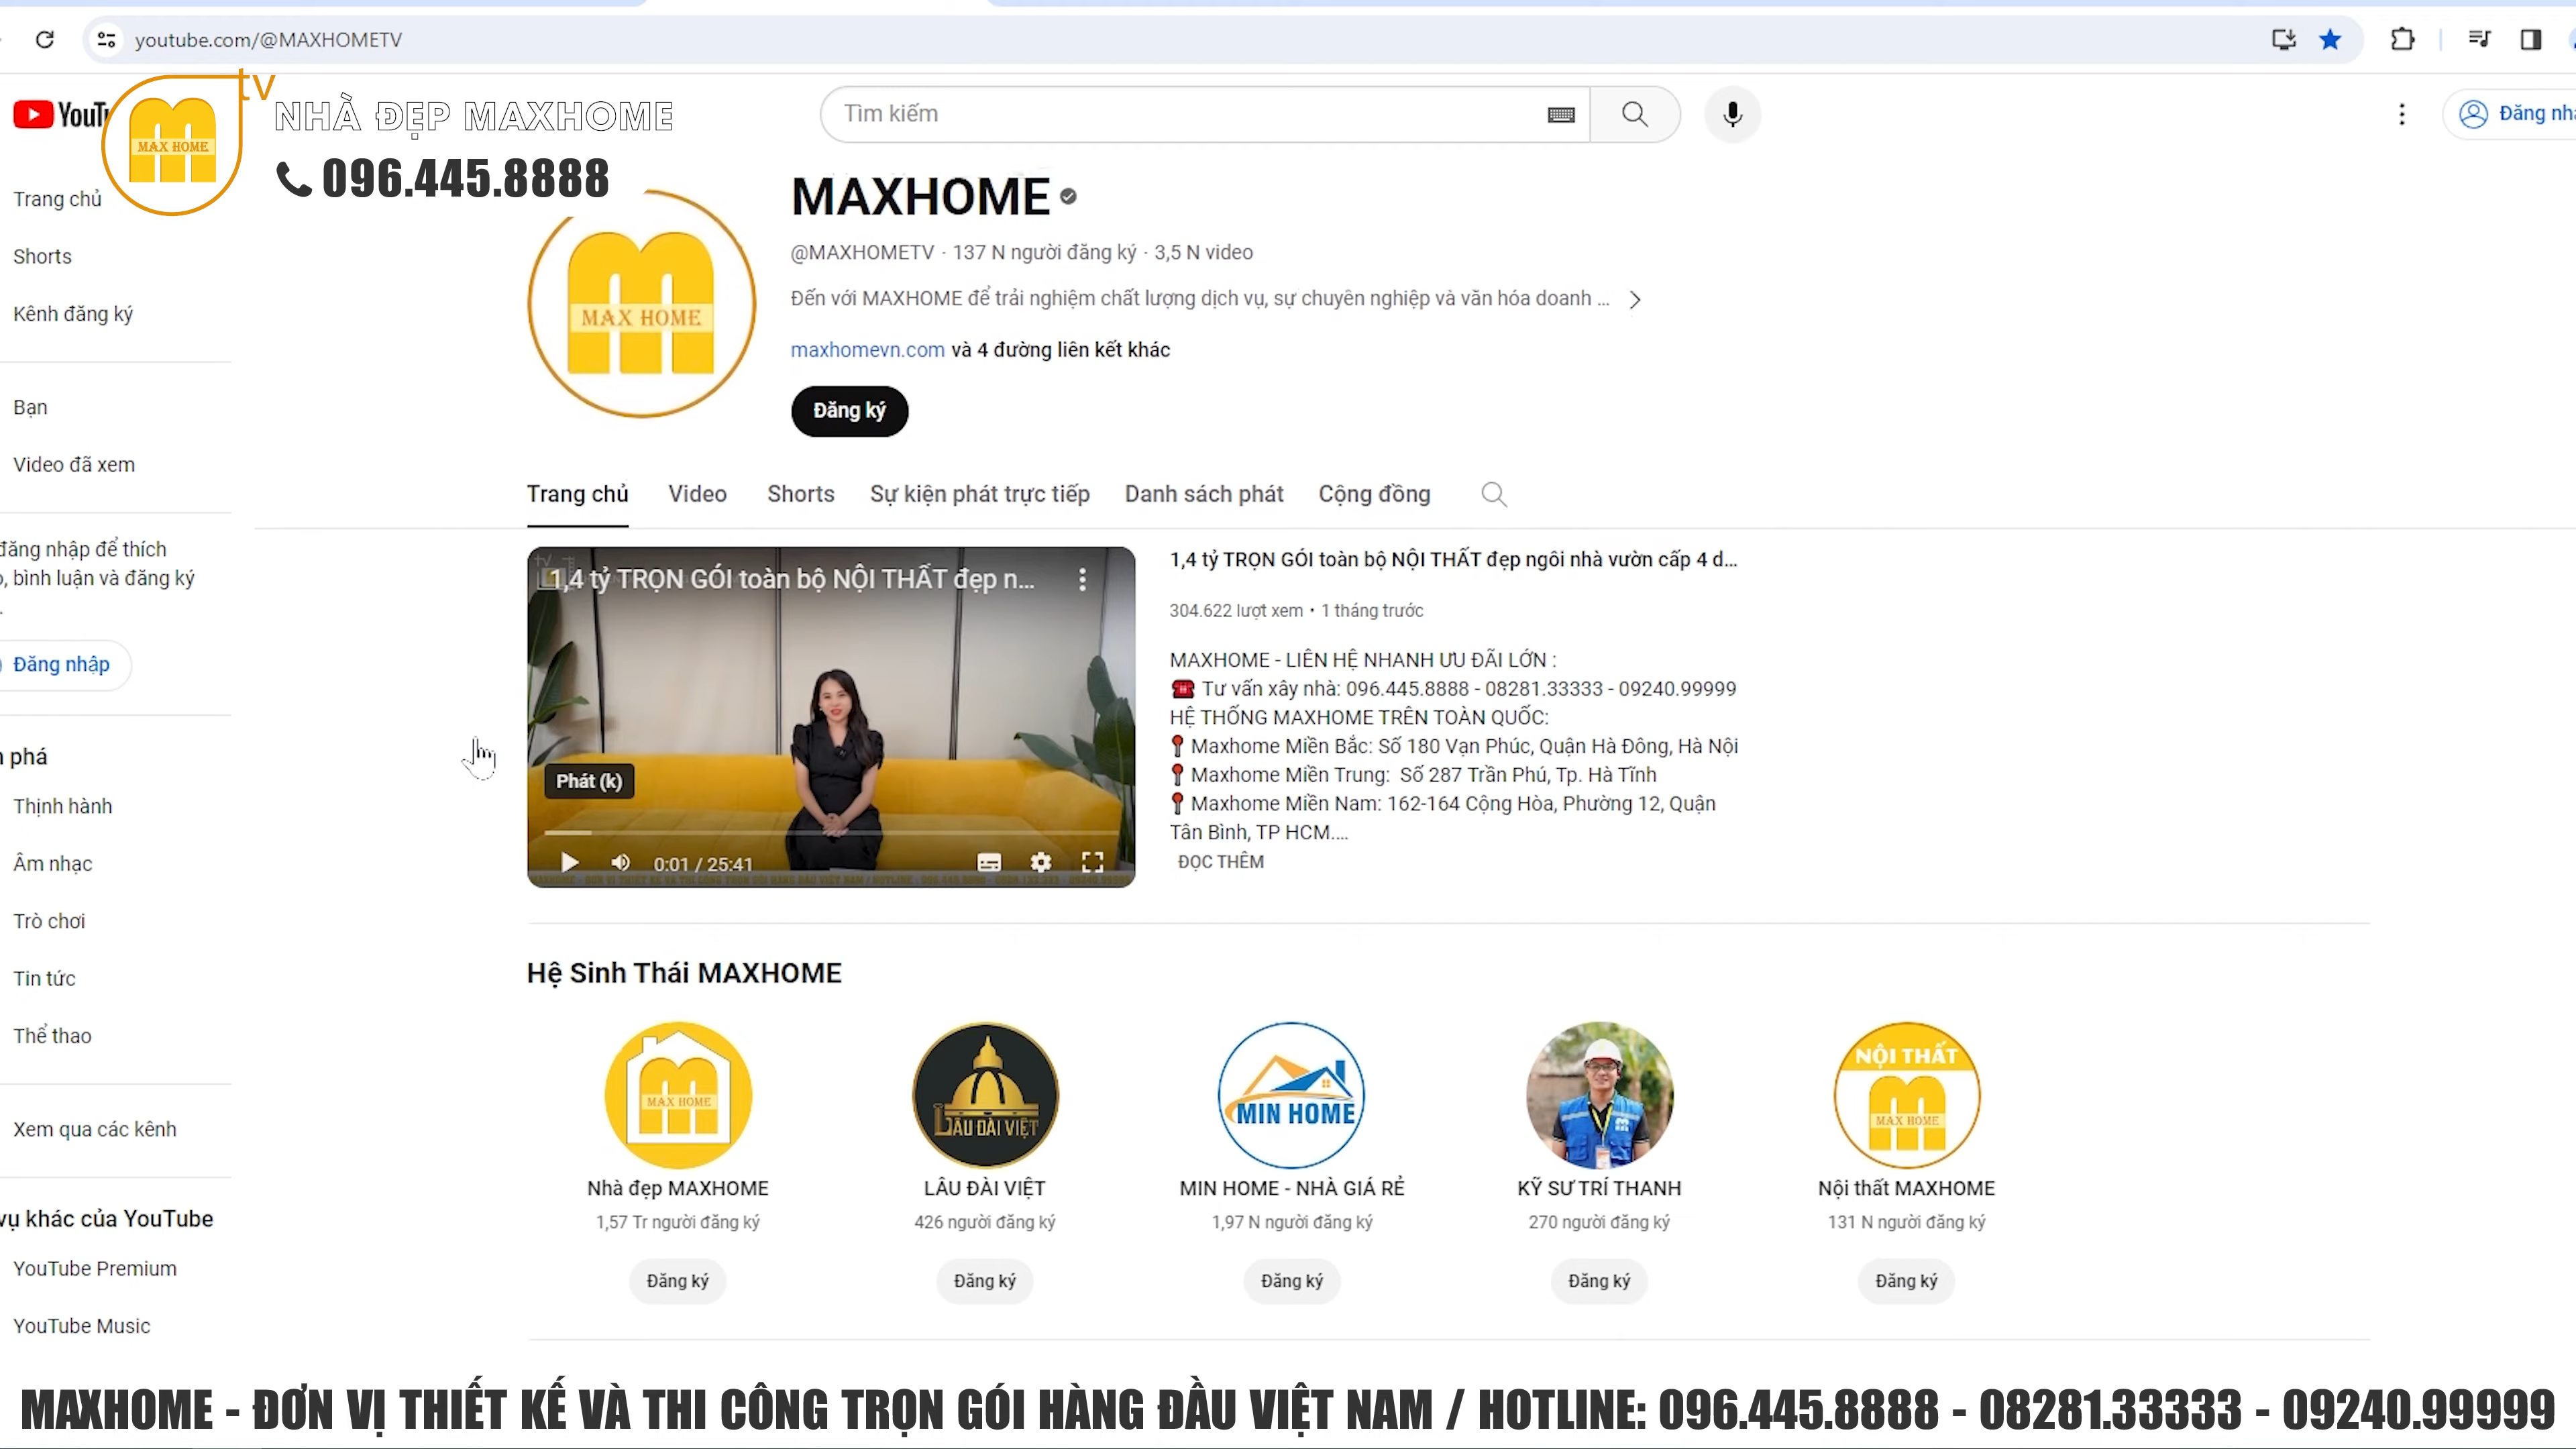 youtube.com/@MAXHOMETV
tv
MAX HOME
NHÀ ĐẸP MAXHOME
096.445.8888
Tìm kiếm
Trang chủ
Shorts
Kênh đăng ký
Bạn
Video đã xem
đăng nhập để thích
, bình luận và đăng ký
Đăng nhập
phá
Thịnh hành
Âm nhạc
Trò chơi
Tin tức
Thể thao
Xem qua các kênh
vụ khác của YouTube
YouTube Premium
YouTube Music
MAX HOME
MAXHOME
@MAXHOMETV · 137 N người đăng ký · 3,5 N video
Đến với MAXHOME để trải nghiệm chất lượng dịch vụ, sự chuyên nghiệp và văn hóa doanh ...
maxhomevn.com và 4 đường liên kết khác
Đăng ký
Trang chủ Video Shorts Sự kiện phát trực tiếp Danh sách phát Cộng đồng
1,4 tỷ TRỌN GÓI toàn bộ NỘI THẤT đẹp n...
Phát (k)
0:01 / 25:41
1,4 tỷ TRỌN GÓI toàn bộ NỘI THẤT đẹp ngôi nhà vườn cấp 4 d...
304.622 lượt xem • 1 tháng trước
MAXHOME - LIÊN HỆ NHANH ƯU ĐÃI LỚN :
☎️ Tư vấn xây nhà: 096.445.8888 - 08281.33333 - 09240.99999
HỆ THỐNG MAXHOME TRÊN TOÀN QUỐC:
📍 Maxhome Miền Bắc: Số 180 Vạn Phúc, Quận Hà Đông, Hà Nội
📍 Maxhome Miền Trung: Số 287 Trần Phú, Tp. Hà Tĩnh
📍 Maxhome Miền Nam: 162-164 Cộng Hòa, Phường 12, Quận
Tân Bình, TP HCM....
ĐỌC THÊM
Hệ Sinh Thái MAXHOME
MAX HOME
LÂU ĐÀI VIỆT
MIN HOME
NỘI THẤT
MAX HOME
Nhà đẹp MAXHOME
1,57 Tr người đăng ký
Đăng ký
LÂU ĐÀI VIỆT
426 người đăng ký
Đăng ký
MIN HOME - NHÀ GIÁ RẺ
1,97 N người đăng ký
Đăng ký
KỸ SƯ TRÍ THANH
270 người đăng ký
Đăng ký
Nội thất MAXHOME
131 N người đăng ký
Đăng ký
MAXHOME - ĐƠN VỊ THIẾT KẾ VÀ THI CÔNG TRỌN GÓI HÀNG ĐẦU VIỆT NAM / HOTLINE: 096.445.8888 - 08281.33333 - 09240.99999